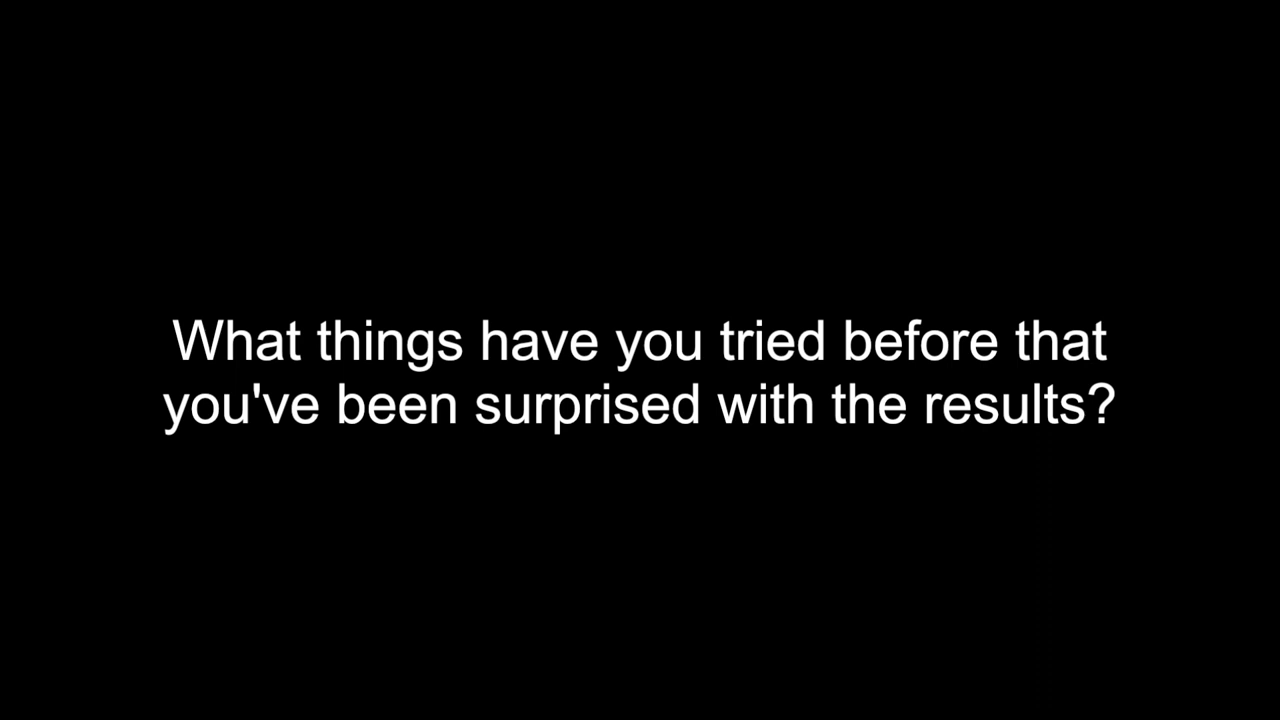 What things have you tried before that
you've been surprised with the results?